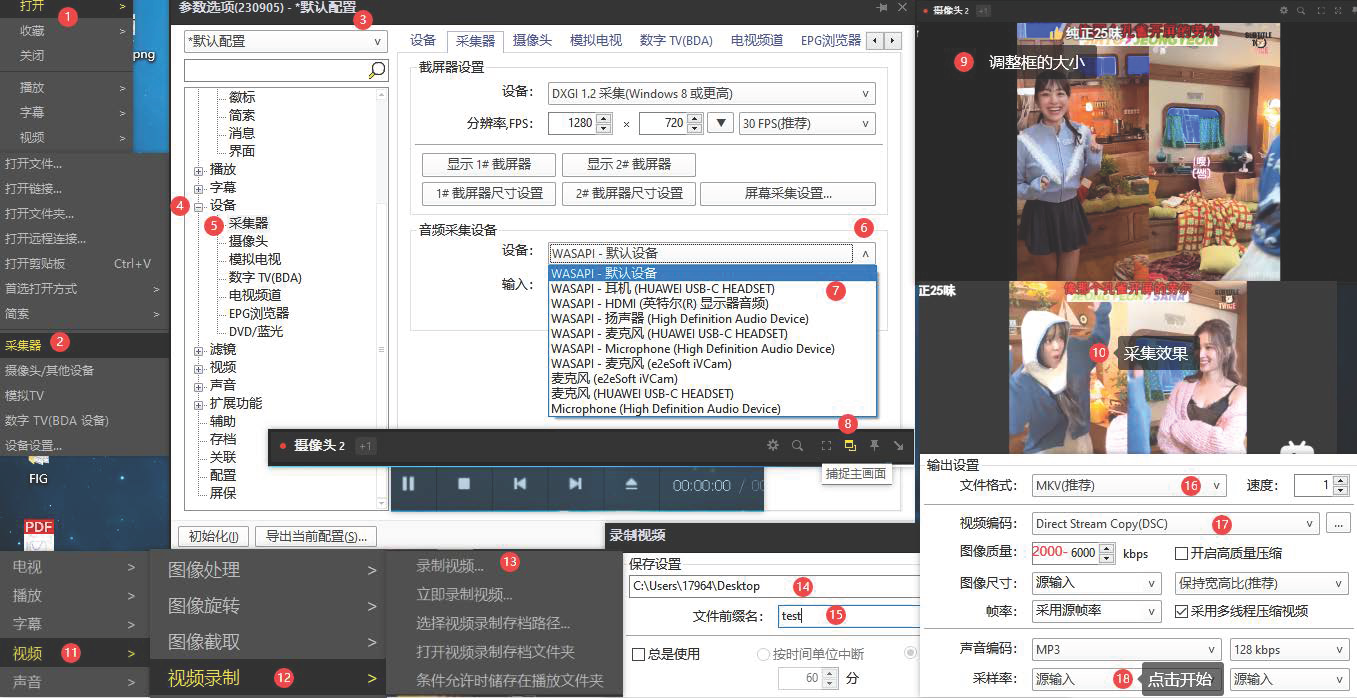 打开 >
1
收藏 >
关闭
播放 >
字幕 >
视频 >
png
打开文件...
打开链接...
打开文件夹...
打开远程连接...
打开剪贴板 Ctrl+V
首选打开方式 >
简索 >
采集器 2
摄像头/其他设备
模拟TV
数字 TV(BDA 设备)
设备设置...
FIG
PDF
参数选项(230905) - *默认配置
3
*默认配置
徽标
简索
消息
界面
播放
字幕
4 设备
5 采集器
摄像头
模拟电视
数字 TV(BDA)
电视频道
EPG浏览器
DVD/蓝光
滤镜
视频
声音
扩展功能
辅助
存档
关联
配置
屏保
初始化(I) 导出当前配置(S)...
设备 采集器 摄像头 模拟电视 数字 TV(BDA) 电视频道 EPG浏览器
截屏器设置
设备: DXGI 1.2 采集(Windows 8 或更高)
分辨率,FPS: 1280 × 720 30 FPS(推荐)
显示 1# 截屏器 显示 2# 截屏器
1# 截屏器尺寸设置 2# 截屏器尺寸设置 屏幕采集设置...
音频采集设备
6
设备: WASAPI - 默认设备
输入:
WASAPI - 默认设备
WASAPI - 耳机 (HUAWEI USB-C HEADSET)
7
WASAPI - HDMI (英特尔(R) 显示器音频)
WASAPI - 扬声器 (High Definition Audio Device)
WASAPI - 麦克风 (HUAWEI USB-C HEADSET)
WASAPI - Microphone (High Definition Audio Device)
WASAPI - 麦克风 (e2eSoft iVCam)
麦克风 (e2eSoft iVCam)
麦克风 (HUAWEI USB-C HEADSET)
Microphone (High Definition Audio Device)
8
摄像头 2 +1
捕捉主画面
00:00:00 / 00
摄像头 2 +1
纯正25味孔雀开屏的劳尔
JEONGYEON
SUBTITLE
9 调整框的大小
(嗖)
(쌤)
正25味
像那个孔雀开屏的劳尔
JEONGYEON SANA
SUBTITLE
TWICE
10 采集效果
电视 >
播放 >
字幕 >
视频 11 >
声音 >
图像处理 >
图像旋转 >
图像截取 >
视频录制 12 >
录制视频... 13
立即录制视频...
选择视频录制存档路径...
打开视频录制存档文件夹
条件允许时储存在播放文件夹
录制视频
保存设置
C:\Users\17964\Desktop 14
文件前缀名: test 15
总是使用 按时间单位中断
60 分
输出设置
文件格式: MKV(推荐) 16 速度: 1
视频编码: Direct Stream Copy(DSC) 17 ...
图像质量: 2000- 6000 kbps 开启高质量压缩
图像尺寸: 源输入 保持宽高比(推荐)
帧率: 采用源帧率 采用多线程压缩视频
声音编码: MP3 128 kbps
采样率: 源输入 18 点击开始 源输入